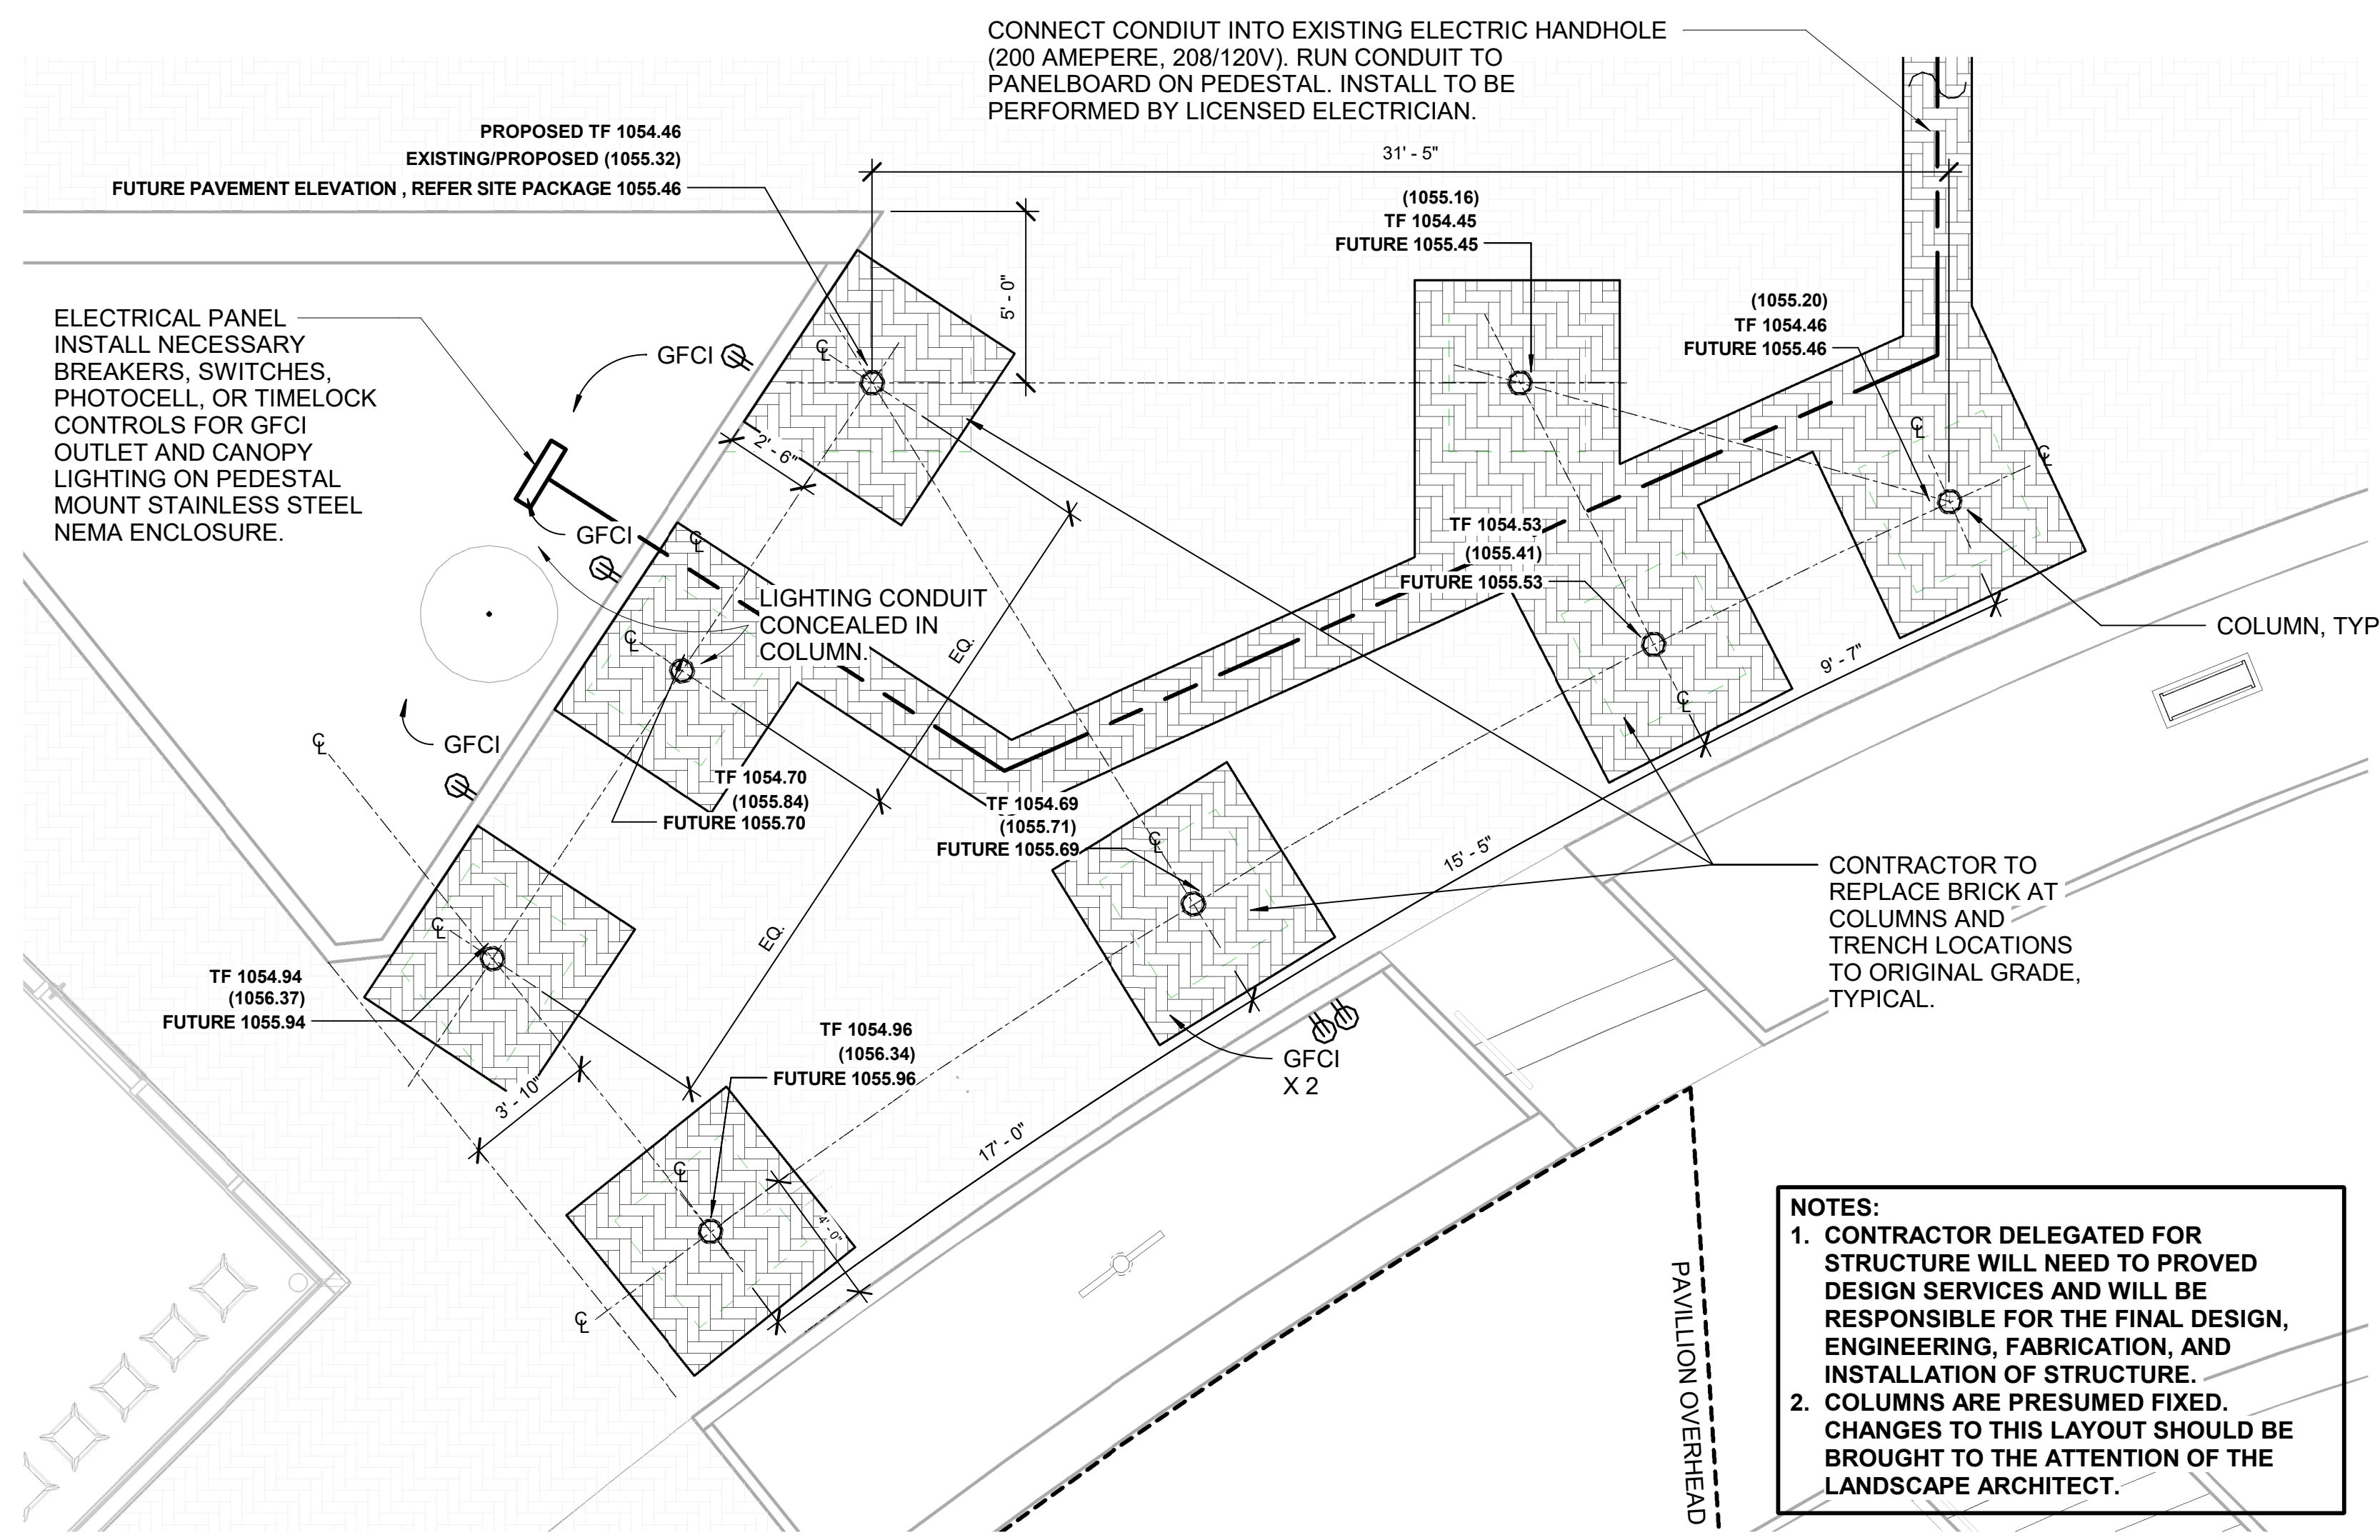 CONNECT CONDIUT INTO EXISTING ELECTRIC HANDHOLE
(200 AMEPERE, 208/120V). RUN CONDUIT TO
PANELBOARD ON PEDESTAL. INSTALL TO BE
PERFORMED BY LICENSED ELECTRICIAN.
PROPOSED TF 1054.46
EXISTING/PROPOSED (1055.32)
FUTURE PAVEMENT ELEVATION , REFER SITE PACKAGE 1055.46
31' - 5"
(1055.16)
TF 1054.45
FUTURE 1055.45
5' - 0"
(1055.20)
TF 1054.46
FUTURE 1055.46
ELECTRICAL PANEL
INSTALL NECESSARY
BREAKERS, SWITCHES,
PHOTOCELL, OR TIMELOCK
CONTROLS FOR GFCI
OUTLET AND CANOPY
LIGHTING ON PEDESTAL
MOUNT STAINLESS STEEL
NEMA ENCLOSURE.
GFCI
℄
℄
℄
2' - 6"
GFCI
℄
TF 1054.53
(1055.41)
FUTURE 1055.53
LIGHTING CONDUIT
CONCEALED IN
COLUMN.
℄
EQ.
COLUMN, TYP
9' - 7"
℄
GFCI
℄
TF 1054.70
(1055.84)
FUTURE 1055.70
TF 1054.69
(1055.71)
FUTURE 1055.69
℄
15' - 5"
CONTRACTOR TO
REPLACE BRICK AT
COLUMNS AND
TRENCH LOCATIONS
TO ORIGINAL GRADE,
TYPICAL.
℄
EQ.
TF 1054.94
(1056.37)
FUTURE 1055.94
TF 1054.96
(1056.34)
FUTURE 1055.96
GFCI
X 2
3' - 10"
17' - 0"
℄
4' - 0"
℄
PAVILLION OVERHEAD
NOTES:
1. CONTRACTOR DELEGATED FOR
STRUCTURE WILL NEED TO PROVED
DESIGN SERVICES AND WILL BE
RESPONSIBLE FOR THE FINAL DESIGN,
ENGINEERING, FABRICATION, AND
INSTALLATION OF STRUCTURE.
2. COLUMNS ARE PRESUMED FIXED.
CHANGES TO THIS LAYOUT SHOULD BE
BROUGHT TO THE ATTENTION OF THE
LANDSCAPE ARCHITECT.